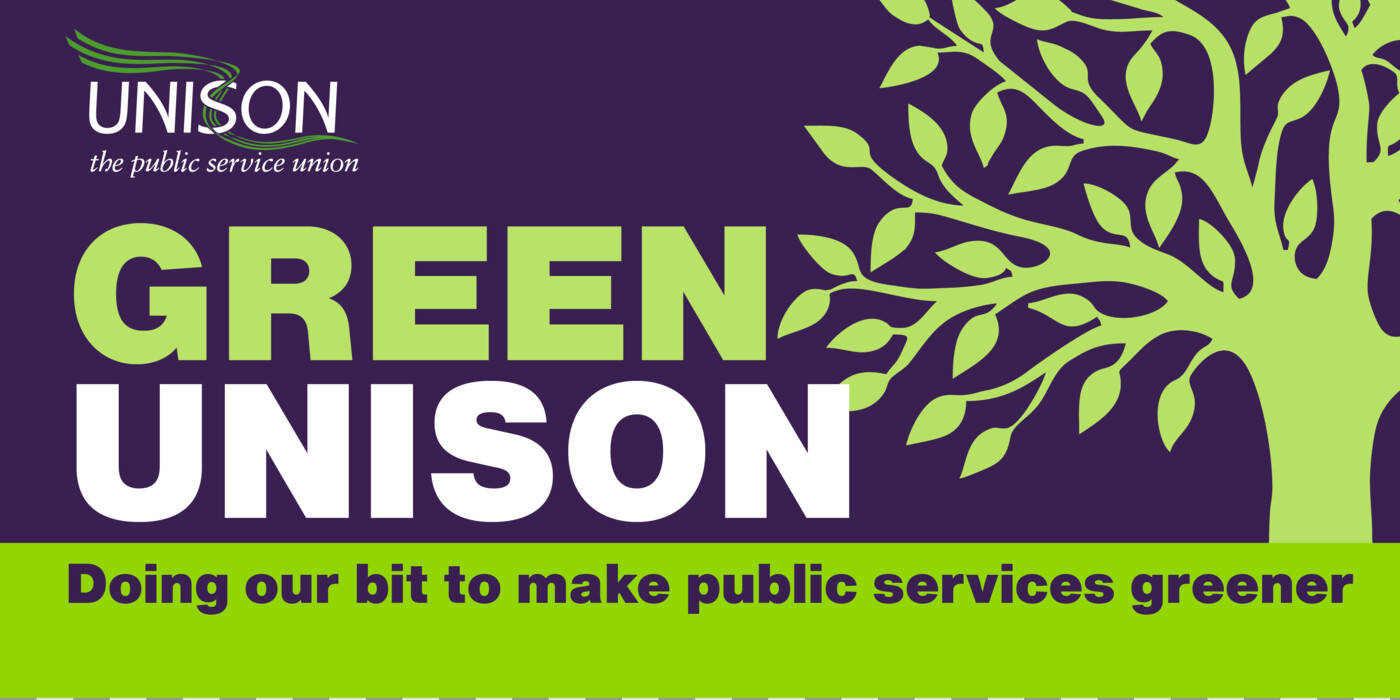 UNISON
the public service union
GREEN
UNISON
Doing our bit to make public services greener